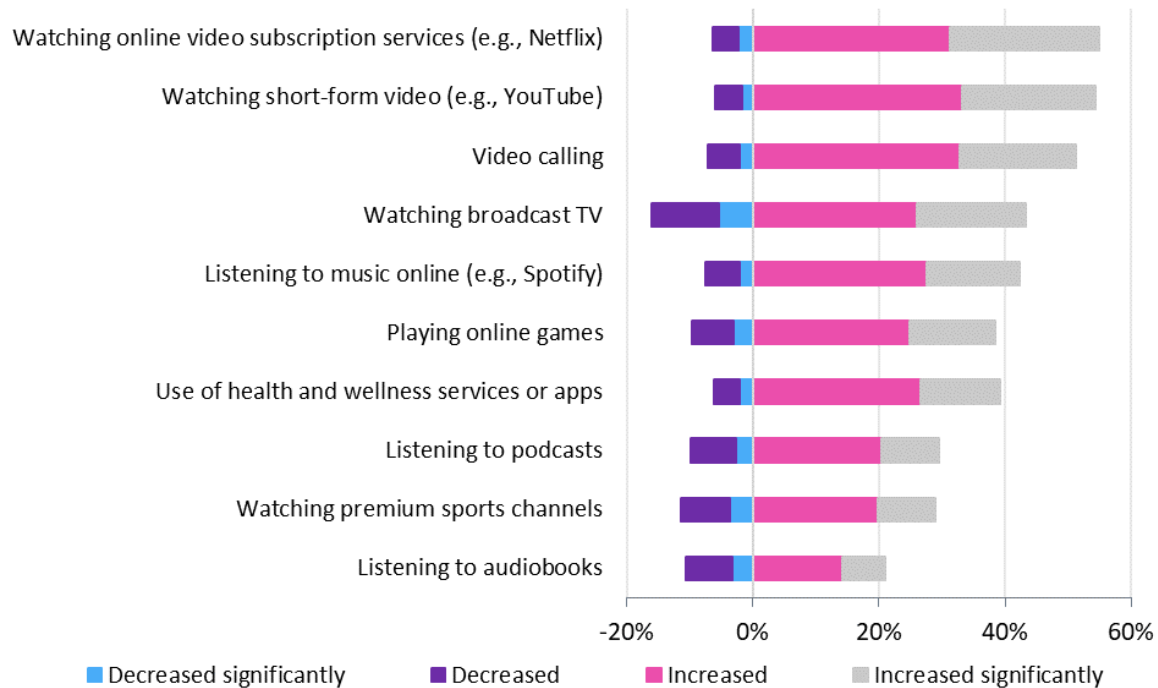 Watching online video subscription services (e.g., Netflix)
Watching short-form video (e.g., YouTube)
Video calling
Watching broadcast TV
Listening to music online (e.g., Spotify)
Playing online games
Use of health and wellness services or apps
Listening to podcasts
Watching premium sports channels
Listening to audiobooks
-20% 0% 20% 40% 60%
Decreased significantly Decreased Increased Increased significantly